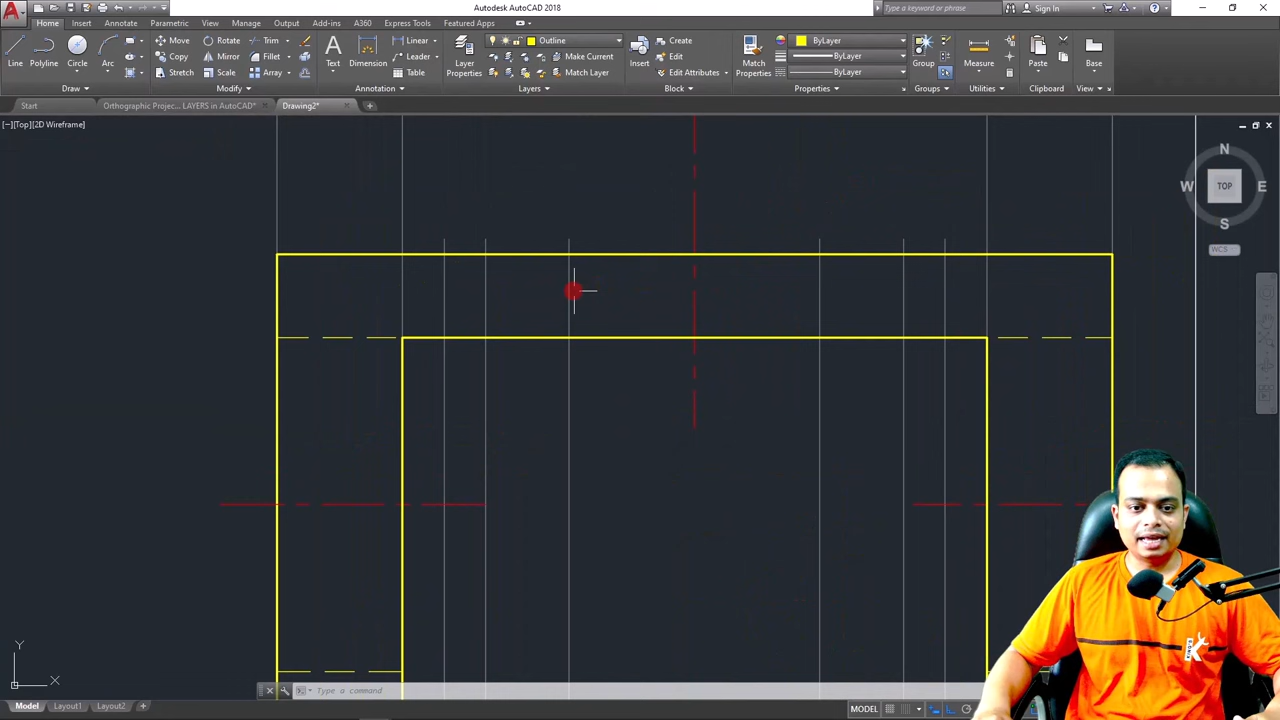 Autodesk AutoCAD 2018
Type a keyword or phrase
Sign In
Home Insert Annotate Parametric View Manage Output Add-ins A360 Express Tools Featured Apps
Line Polyline Circle Arc
Move Rotate Trim
Copy Mirror Fillet
Stretch Scale Array
Text Dimension
Linear
Leader
Table
Layer Properties
Outline
Make Current
Match Layer
Insert
Create
Edit
Edit Attributes
Match Properties
ByLayer
ByLayer
ByLayer
Group
Measure
Paste
Base
Draw Modify Annotation Layers Block Properties Groups Utilities Clipboard View
Start Orthographic Projec... LAYERS in AutoCAD* Drawing2*
[−][Top][2D Wireframe]
N
W TOP E
S
WCS
Y
X
Type a command
Model Layout1 Layout2
MODEL